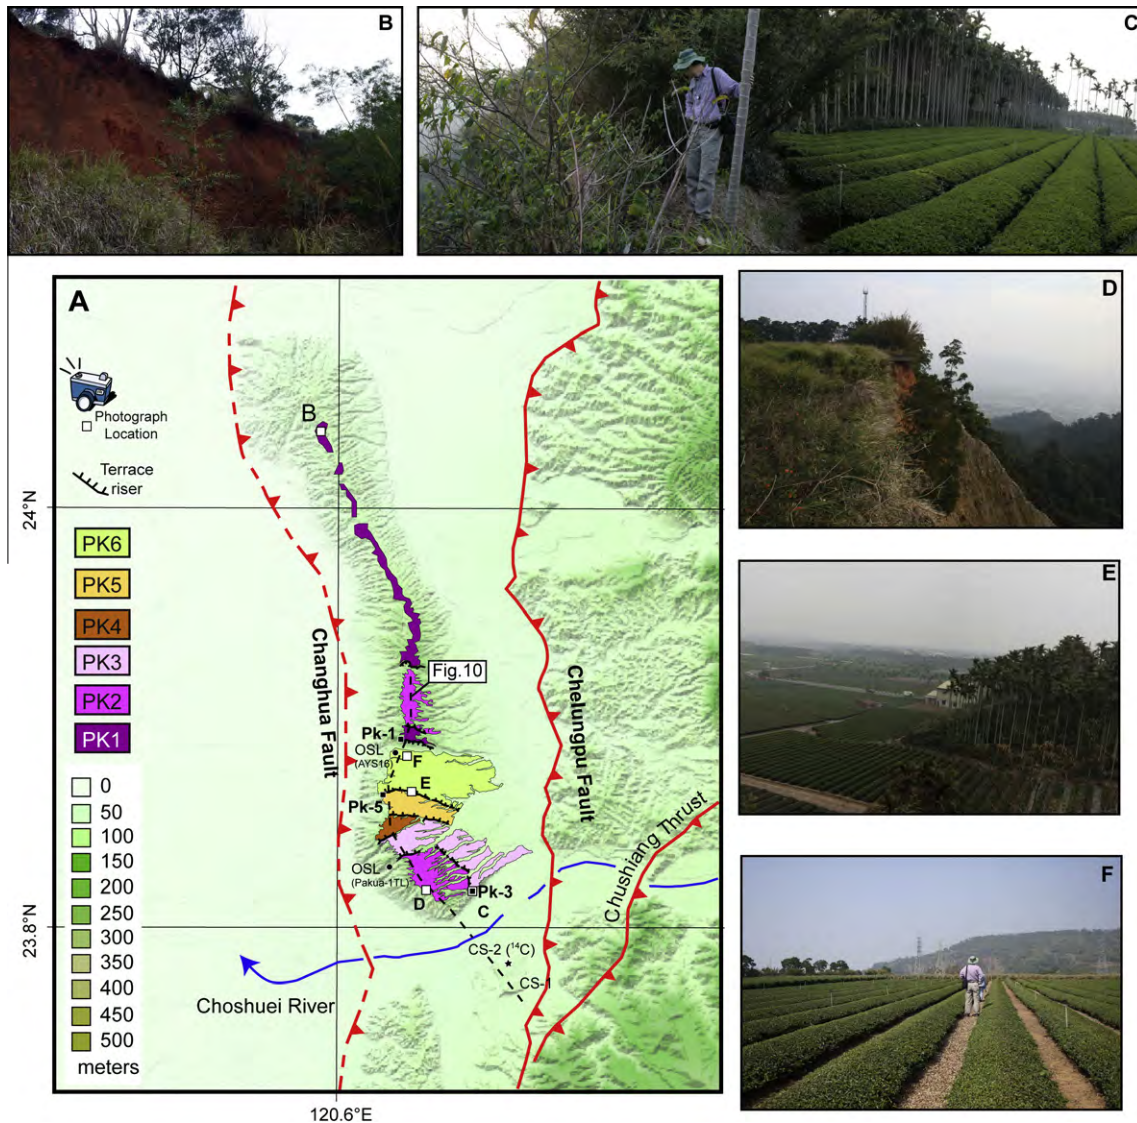 B
C
A
Photograph
Location
Terrace
riser
PK6
PK5
PK4
PK3
PK2
PK1
0
50
100
150
200
250
300
350
400
450
500
meters
24°N
23.8°N
120.6°E
B
Changhua Fault
Fig.10
Chelungpu Fault
Pk-1
OSL
(AYS16)
F
E
Pk-5
OSL
(Pakua-1TL)
D
Pk-3
C
Chushiang Thrust
CS-2 (¹⁴C)
CS-1
Choshuei River
D
E
F